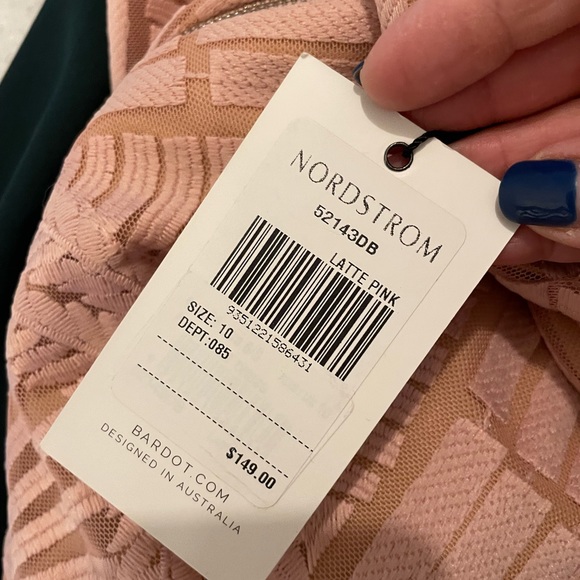 NORDSTROM
52143DB
LATTE PINK
9351221586431
SIZE: 10
DEPT:085
$149.00
BARDOT.COM
DESIGNED IN AUSTRALIA